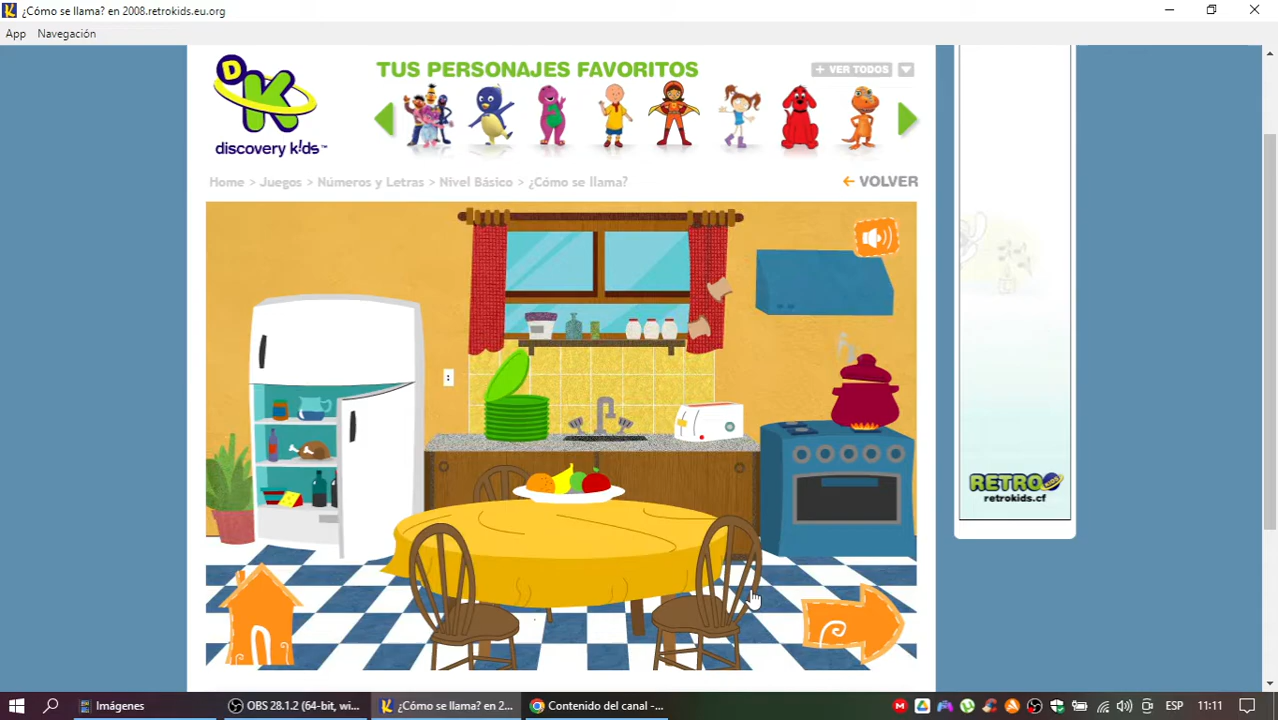 ¿Cómo se llama? en 2008.retrokids.eu.org
App Navegación
D K
discovery k!ds™
TUS PERSONAJES FAVORITOS
+ VER TODOS
Home > Juegos > Números y Letras > Nivel Básico > ¿Cómo se llama?
← VOLVER
RETRO
retrokids.cf
Imágenes
OBS 28.1.2 (64-bit, wi...
¿Cómo se llama? en 2...
Contenido del canal -...
ESP
11:11